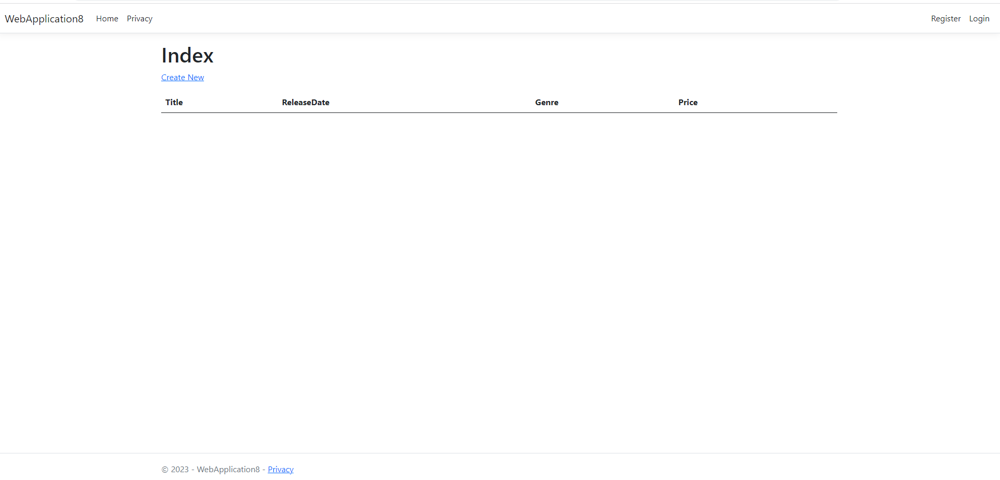 WebApplication8 Home Privacy Register Login
Index
Create New
Title ReleaseDate Genre Price
© 2023 - WebApplication8 - Privacy